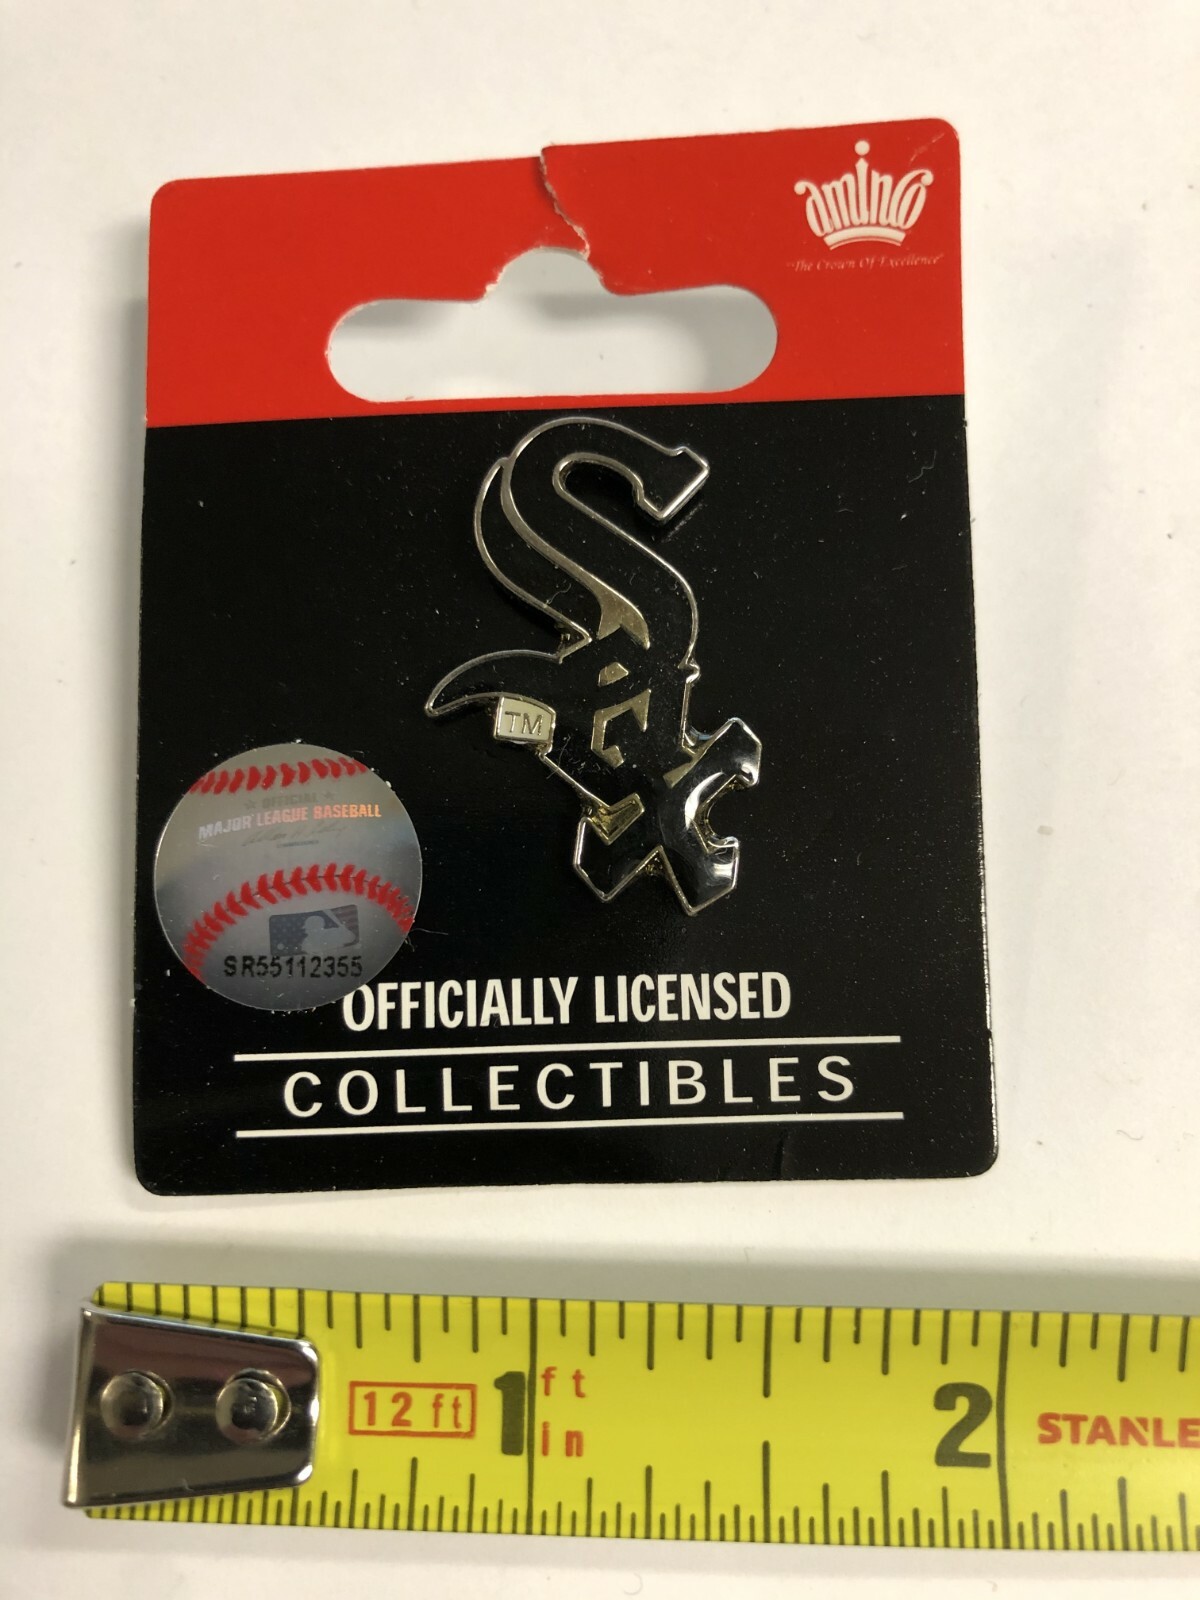 aminco
"The Crown Of Excellence"
Sox
TM
OFFICIAL
MAJOR LEAGUE BASEBALL
SR55112355
OFFICIALLY LICENSED
COLLECTIBLES
12 ft 1 ft in 2 STANLE